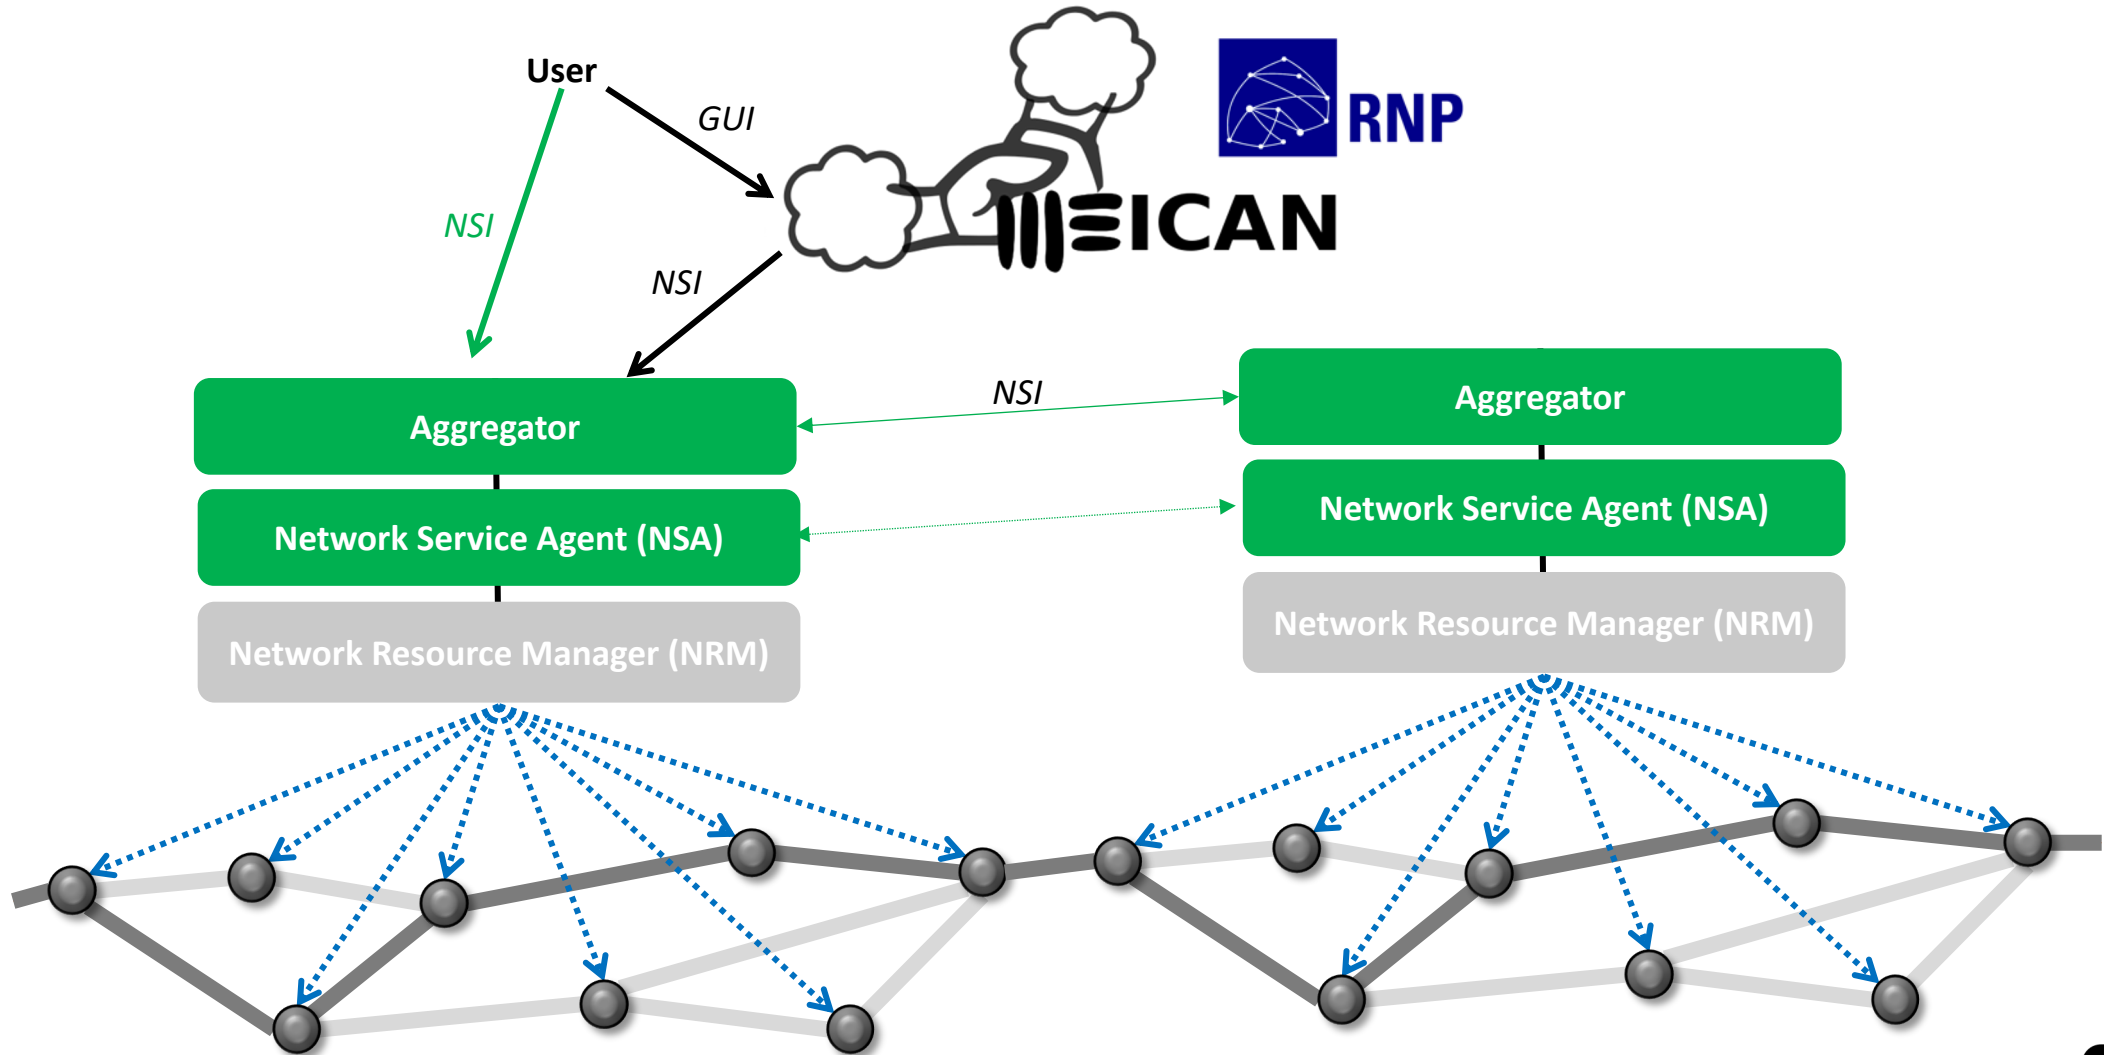 User
GUI
RNP
MEICAN
NSI
NSI
NSI
Aggregator
Aggregator
Network Service Agent (NSA)
Network Service Agent (NSA)
Network Resource Manager (NRM)
Network Resource Manager (NRM)